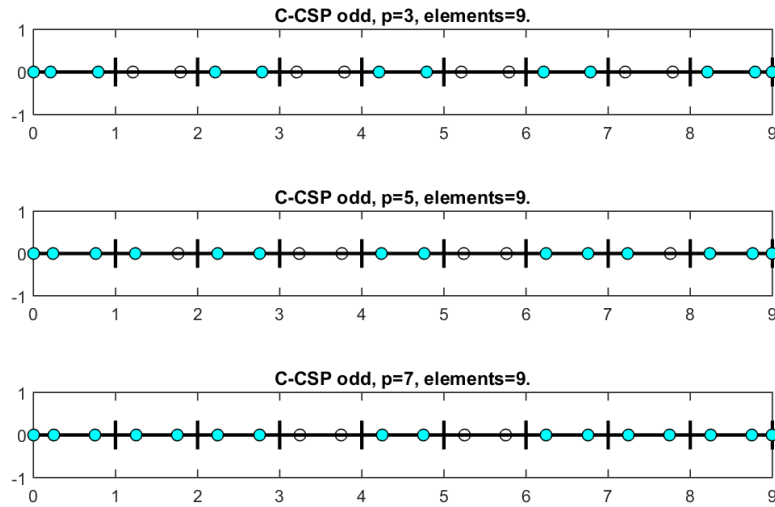 C-CSP odd, p=3, elements=9.
1
0
-1
0 1 2 3 4 5 6 7 8 9
C-CSP odd, p=5, elements=9.
1
0
-1
0 1 2 3 4 5 6 7 8 9
C-CSP odd, p=7, elements=9.
1
0
-1
0 1 2 3 4 5 6 7 8 9